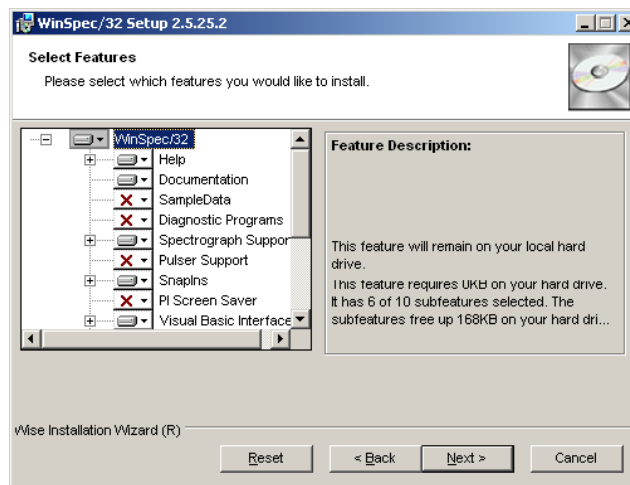 WinSpec/32 Setup 2.5.25.2
Select Features
Please select which features you would like to install.
WinSpec/32
Help
Documentation
SampleData
Diagnostic Programs
Spectrograph Suppor
Pulser Support
SnapIns
PI Screen Saver
Visual Basic Interface
Feature Description:
This feature will remain on your local hard
drive.
This feature requires 0KB on your hard drive.
It has 6 of 10 subfeatures selected. The
subfeatures free up 168KB on your hard dri...
Wise Installation Wizard (R)
Reset
< Back
Next >
Cancel